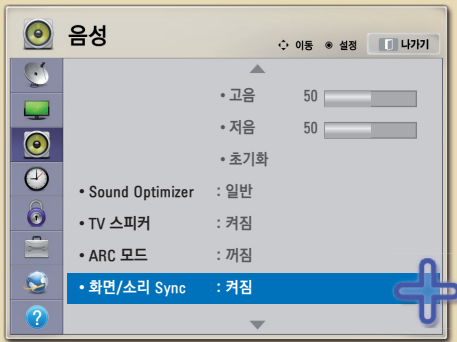 음성
이동 설정 나가기
• 고음 50
• 저음 50
• 초기화
• Sound Optimizer : 일반
• TV 스피커 : 켜짐
• ARC 모드 : 꺼짐
• 화면/소리 Sync : 켜짐
?